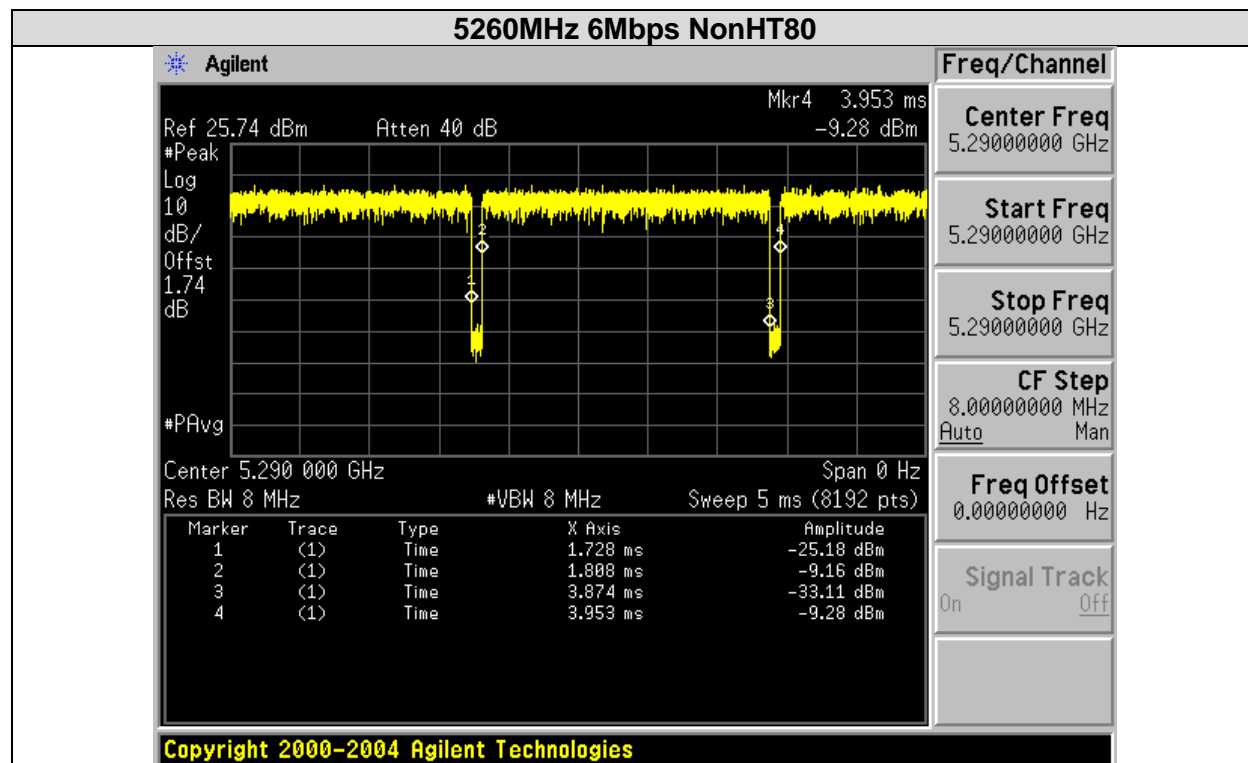 5260MHz 6Mbps NonHT80
Agilent
Freq/Channel
Mkr4 3.953 ms
Ref 25.74 dBm Atten 40 dB -9.28 dBm
#Peak
Log
10
dB/
Offst
1.74
dB
#PAvg
1
2
3
4
Center 5.290 000 GHz Span 0 Hz
Res BW 8 MHz #VBW 8 MHz Sweep 5 ms (8192 pts)
Marker Trace Type X Axis Amplitude
1 (1) Time 1.728 ms -25.18 dBm
2 (1) Time 1.808 ms -9.16 dBm
3 (1) Time 3.874 ms -33.11 dBm
4 (1) Time 3.953 ms -9.28 dBm
Center Freq
5.29000000 GHz
Start Freq
5.29000000 GHz
Stop Freq
5.29000000 GHz
CF Step
8.00000000 MHz
Auto Man
Freq Offset
0.00000000 Hz
Signal Track
On Off
Copyright 2000-2004 Agilent Technologies